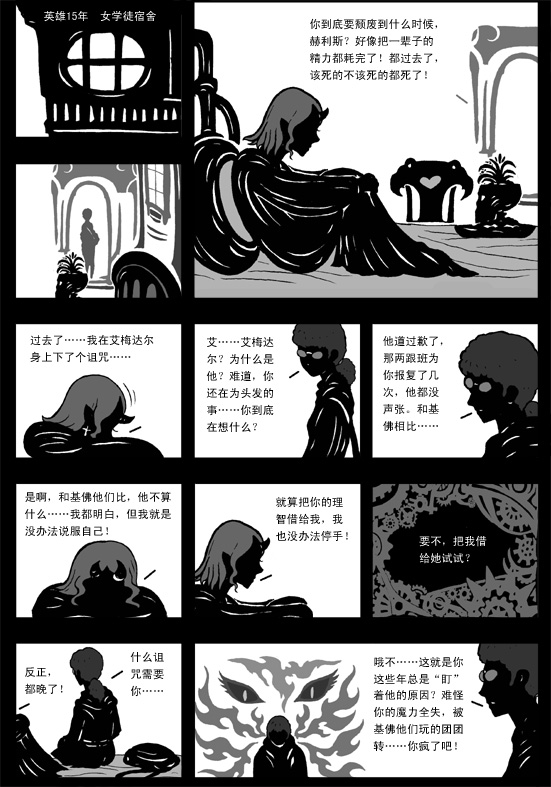 英雄15年 女学徒宿舍
你到底要颓废到什么时候，
赫利斯？好像把一辈子的
精力都耗完了！都过去了，
该死的不该死的都死了！
过去了……我在艾梅达尔
身上下了个诅咒……
艾……艾梅达
尔？为什么是
他？难道，你
还在为头发的
事……你到底
在想什么？
他道过歉了，
那两跟班为
你报复了几
次，他都没
声张。和基
佛相比……
是啊，和基佛他们比，他不算
什么……我都明白，但我就是
没办法说服自己！
就算把你的理
智借给我，我
也没办法停手！
要不，把我借
给她试试？
反正，
都晚了！
什么诅
咒需要
你……
哦不……这就是你
这些年总是“盯”
着他的原因？难怪
你的魔力全失，被
基佛他们玩的团团
转……你疯了吧！